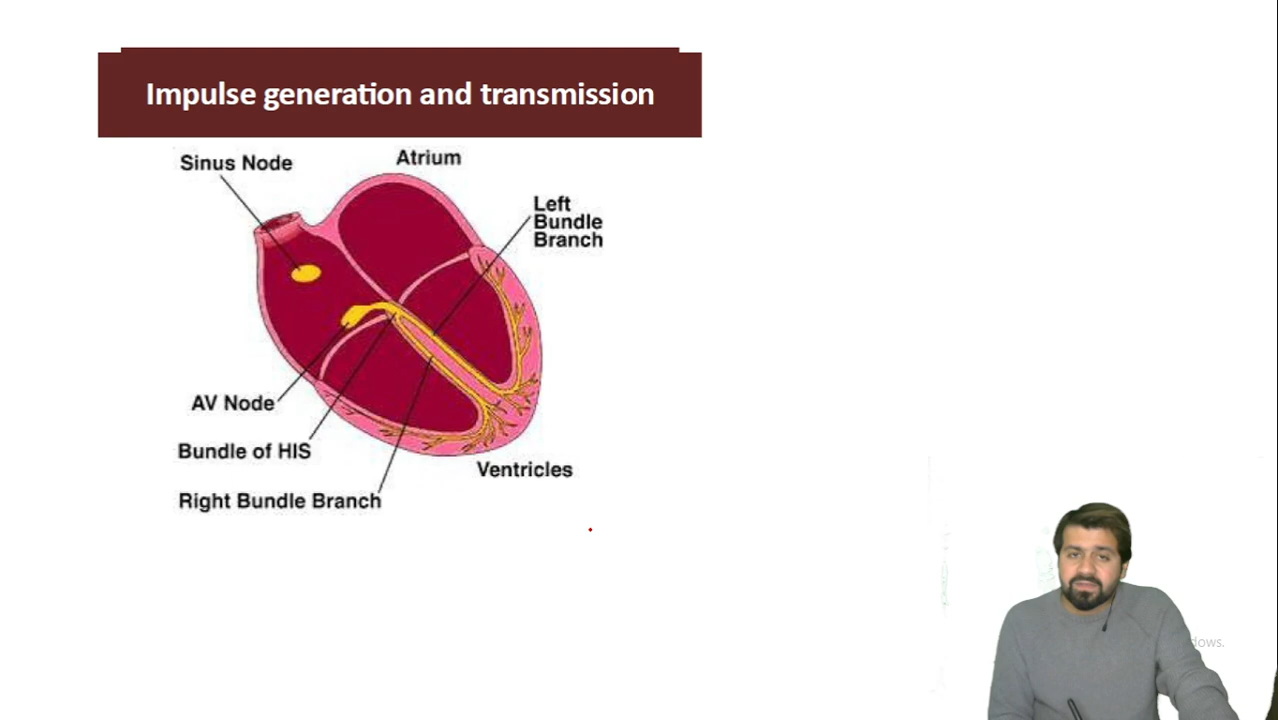 Impulse generation and transmission
Sinus Node
Atrium
Left
Bundle
Branch
AV Node
Bundle of HIS
Right Bundle Branch
Ventricles